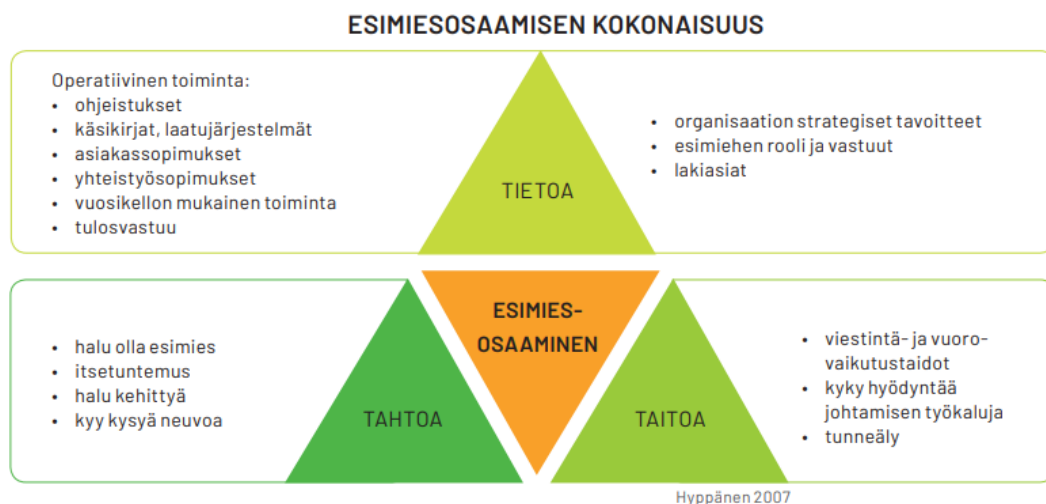 ESIMIESOSAAMISEN KOKONAISUUS
Operatiivinen toiminta:
• ohjeistukset
• käsikirjat, laatujärjestelmät
• asiakassopimukset
• yhteistyösopimukset
• vuosikellon mukainen toiminta
• tulosvastuu
TIETOA
• organisaation strategiset tavoitteet
• esimiehen rooli ja vastuut
• lakiasiat
ESIMIES-
OSAAMINEN
• halu olla esimies
• itsetuntemus
• halu kehittyä
• kyy kysyä neuvoa
TAHTOA
TAITOA
• viestintä- ja vuoro-
vaikutustaidot
• kyky hyödyntää
johtamisen työkaluja
• tunneäly
Hyppänen 2007